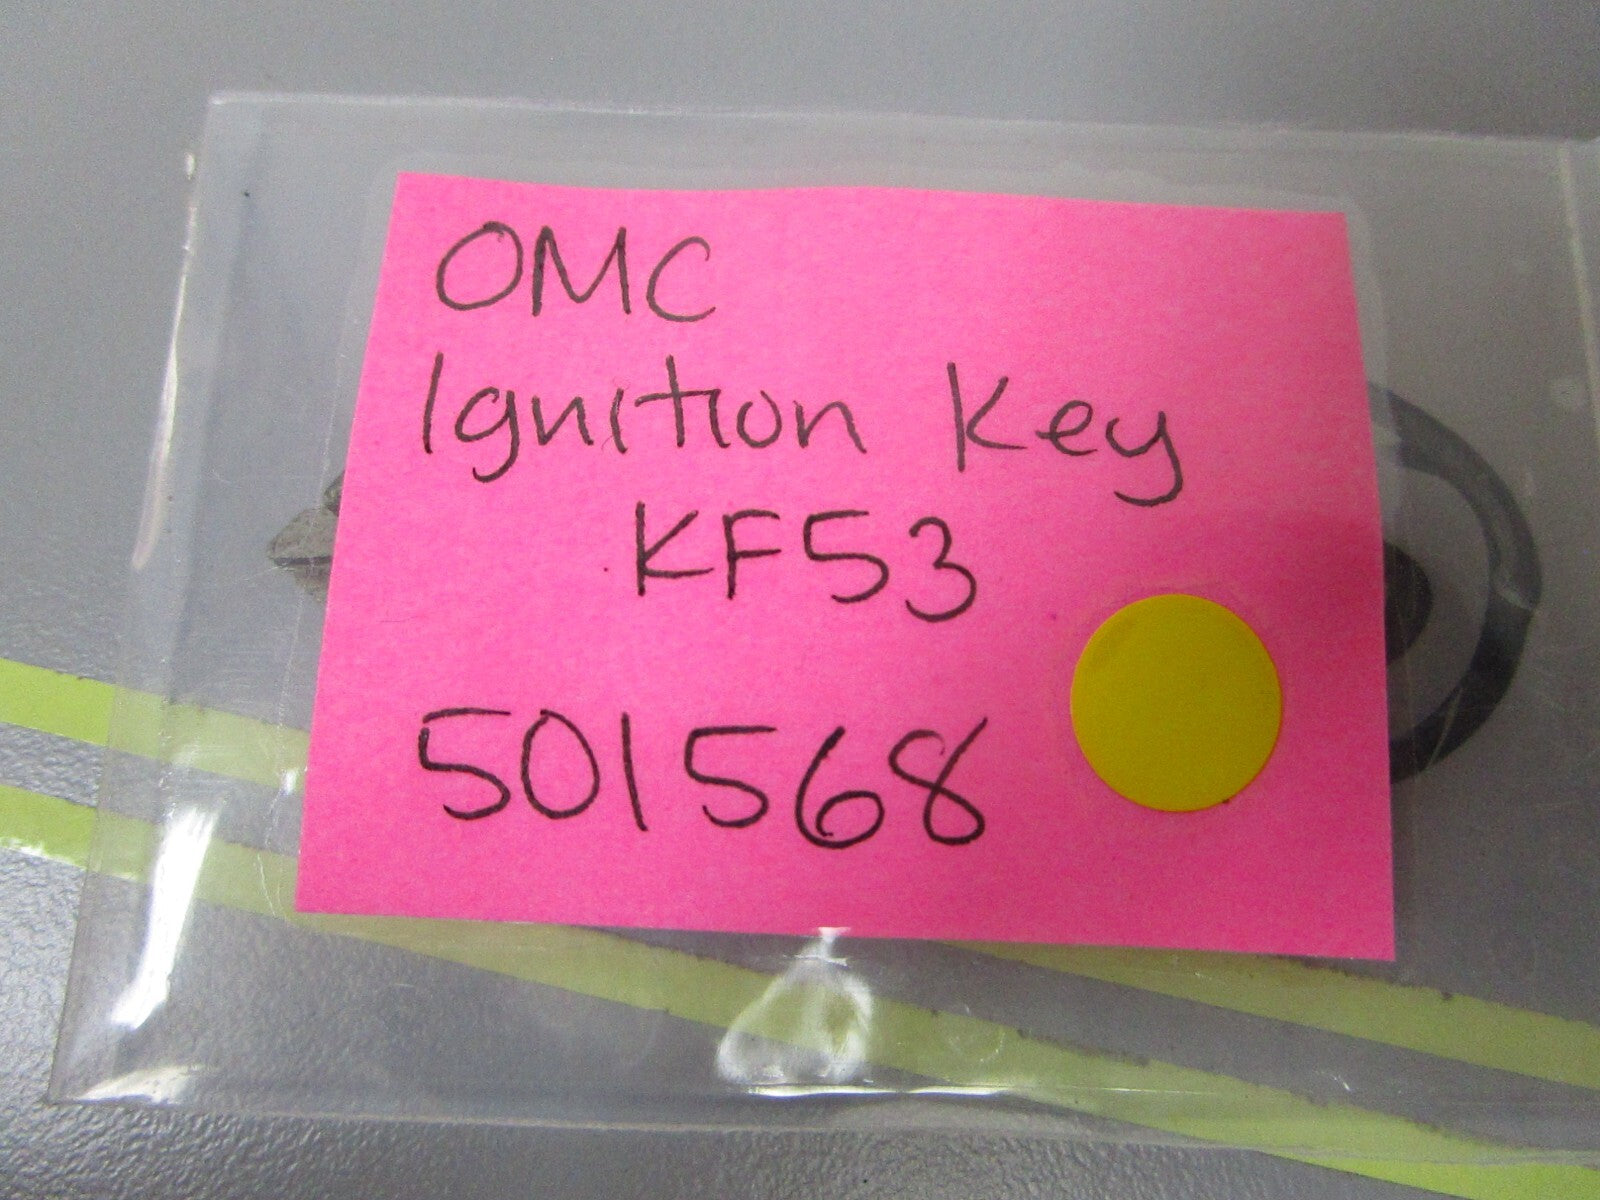 OMC
Ignition Key
KF53
501568